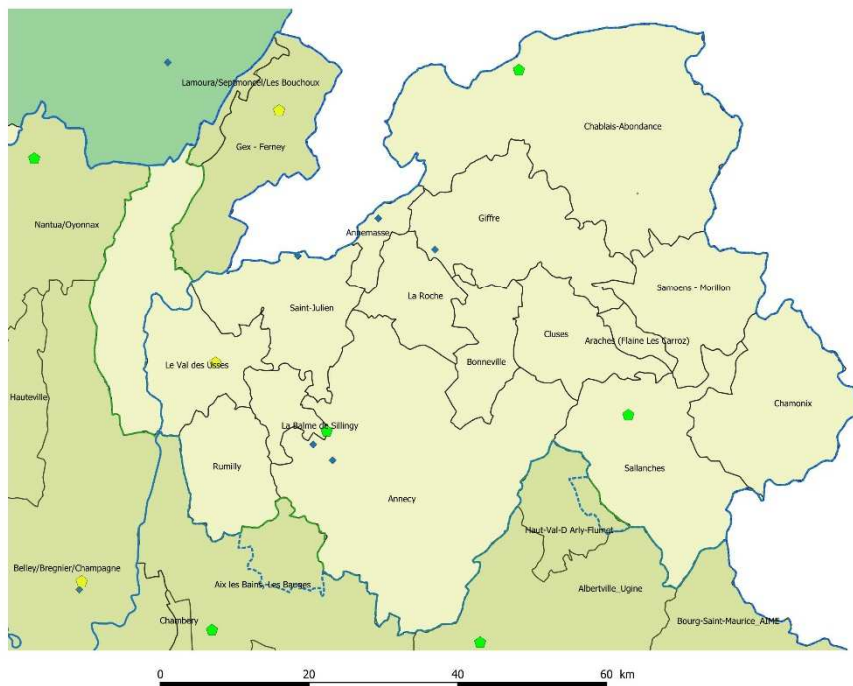 Lamoura/Septmoncel/Les Bouchoux
Chablais-Abondance
Gex - Ferney
Nantua/Oyonnax
Giffre
Annemasse
Samoens - Morillon
La Roche
Saint-Julien
Cluses
Araches (Flaine Les Carroz)
Bonneville
Le Val des Usses
Hauteville
Chamonix
La Balme de Sillingy
Rumilly
Sallanches
Annecy
Haut-Val-D Arly-Flumet
Belley/Bregnier/Champagne
Aix les Bains, Les Bauges
Albertville_Ugine
Chambery
Bourg-Saint-Maurice_AIME
0 20 40 60 km